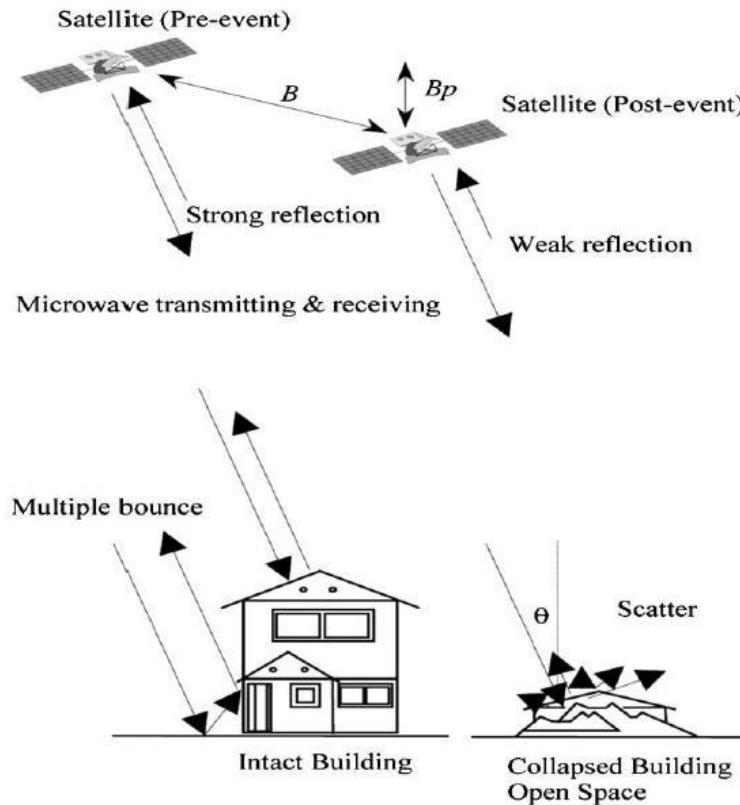 Satellite (Pre-event)
B
Bp
Satellite (Post-event)
Strong reflection
Weak reflection
Microwave transmitting & receiving
Multiple bounce
θ
Scatter
Intact Building
Collapsed Building
Open Space